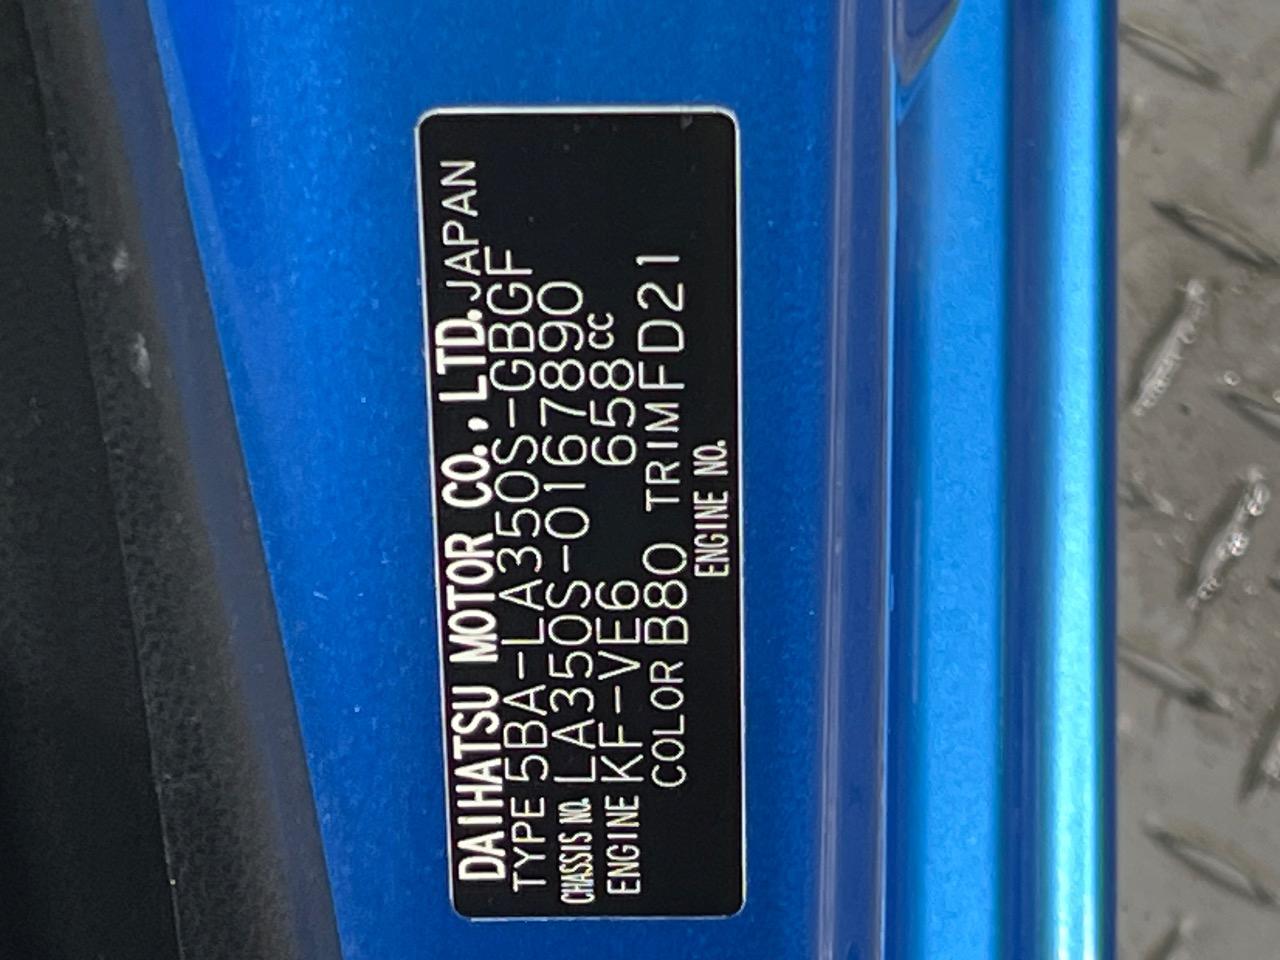 DAIHATSU MOTOR CO., LTD. JAPAN
TYPE 5BA-LA350S-GBGF
CHASSIS NO. LA350S-0167890
ENGINE KF-VE6 658cc
COLOR B80 TRIM FD21
ENGINE NO.